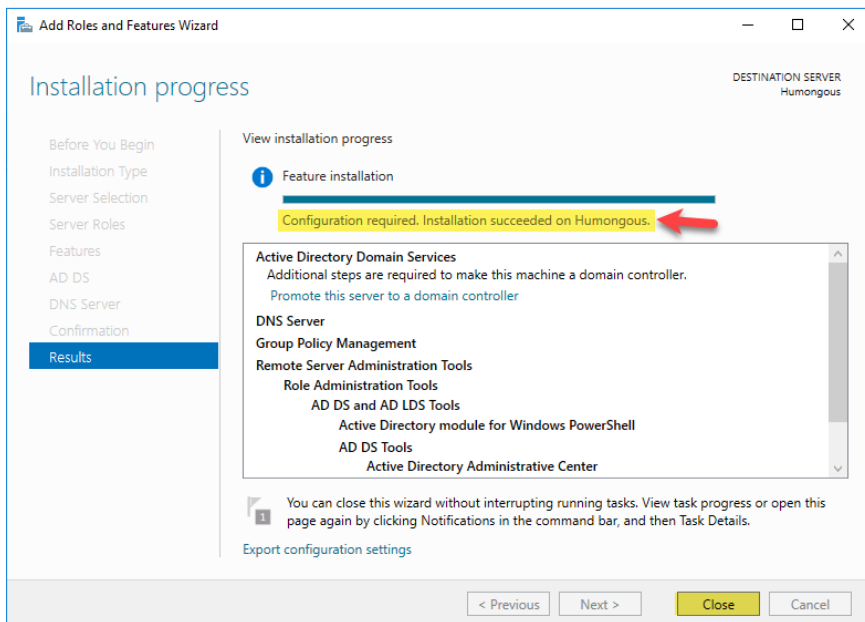 Add Roles and Features Wizard
Installation progress
DESTINATION SERVER
Humongous
Before You Begin
Installation Type
Server Selection
Server Roles
Features
AD DS
DNS Server
Confirmation
Results
View installation progress
Feature installation
Configuration required. Installation succeeded on Humongous.
Active Directory Domain Services
Additional steps are required to make this machine a domain controller.
Promote this server to a domain controller
DNS Server
Group Policy Management
Remote Server Administration Tools
Role Administration Tools
AD DS and AD LDS Tools
Active Directory module for Windows PowerShell
AD DS Tools
Active Directory Administrative Center
1
You can close this wizard without interrupting running tasks. View task progress or open this
page again by clicking Notifications in the command bar, and then Task Details.
Export configuration settings
< Previous
Next >
Close
Cancel